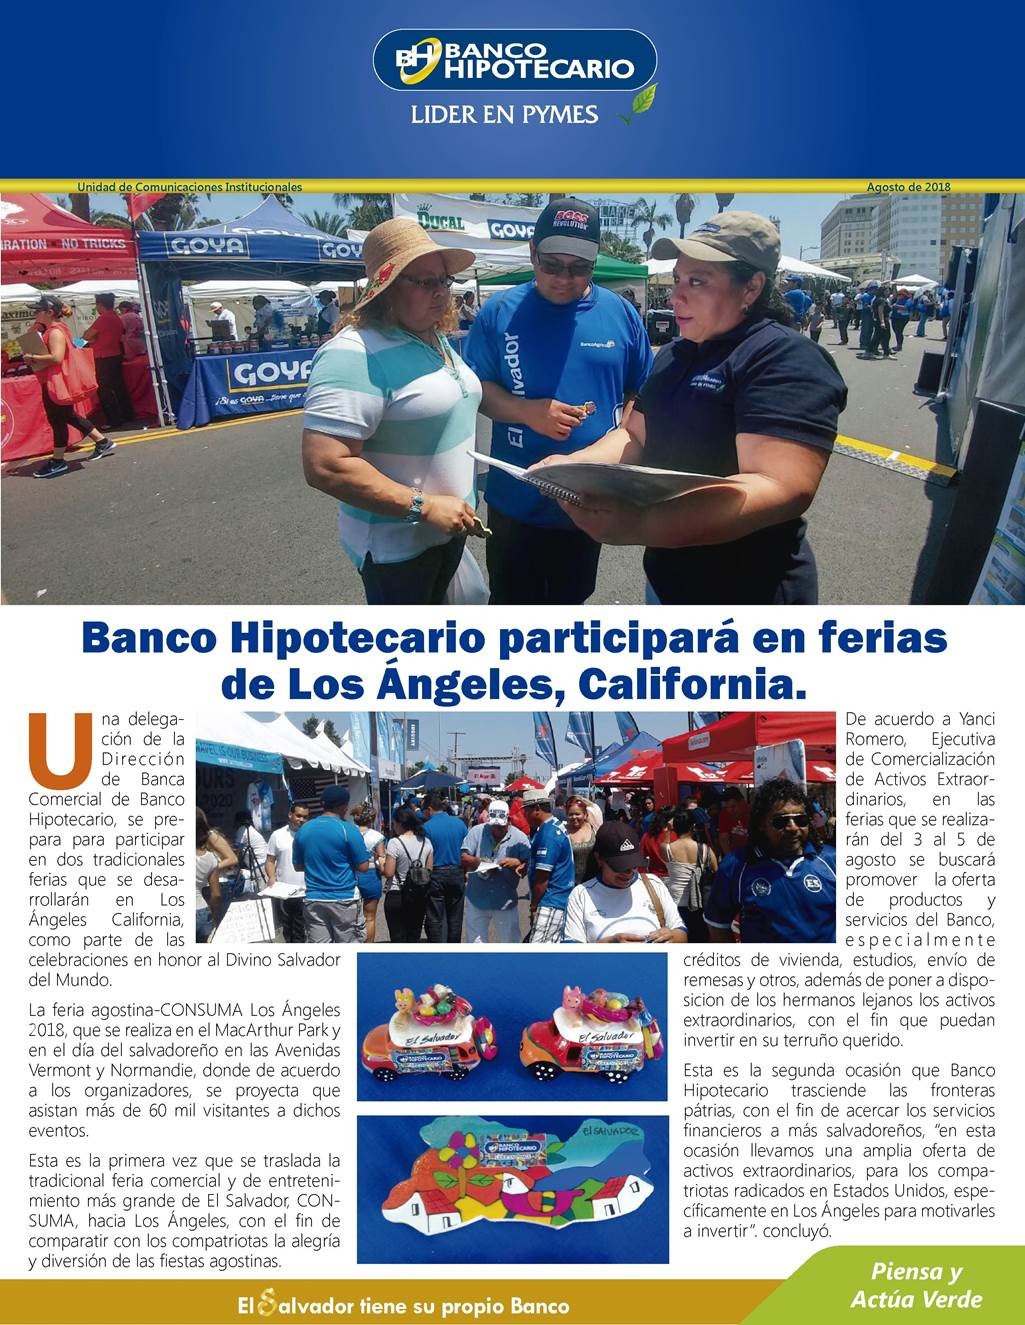 BH BANCO
HIPOTECARIO
LIDER EN PYMES
Unidad de Comunicaciones Institucionales
Agosto de 2018
RATION • NO TRICKS
GOYA
GOYA
DUCAL
GOYA
GOYA
BOSS
REVOLUTION
El Salvador
BancoAgrícola
Banco Hipotecario participará en ferias
de Los Ángeles, California.
Una delega-
ción de la
Dirección
de Banca
Comercial de Banco
Hipotecario, se pre-
para para participar
en dos tradicionales
ferias que se desa-
rrollarán en Los
Ángeles California,
como parte de las
celebraciones en honor al Divino Salvador
del Mundo.
La feria agostina-CONSUMA Los Ángeles
2018, que se realiza en el MacArthur Park y
en el día del salvadoreño en las Avenidas
Vermont y Normandie, donde de acuerdo
a los organizadores, se proyecta que
asistan más de 60 mil visitantes a dichos
eventos.
Esta es la primera vez que se traslada la
tradicional feria comercial y de entreteni-
miento más grande de El Salvador, CON-
SUMA, hacia Los Ángeles, con el fin de
comparatir con los compatriotas la alegría
y diversión de las fiestas agostinas.
El Salvador
BANCO
HIPOTECARIO
El Salvador
BANCO
HIPOTECARIO
El SALVADOR
BANCO
HIPOTECARIO
De acuerdo a Yanci
Romero, Ejecutiva
de Comercialización
de Activos Extraor-
dinarios, en las
ferias que se realiza-
rán del 3 al 5 de
agosto se buscará
promover la oferta
de productos y
servicios del Banco,
especialmente
créditos de vivienda, estudios, envío de
remesas y otros, además de poner a dispo-
sicion de los hermanos lejanos los activos
extraordinarios, con el fin que puedan
invertir en su terruño querido.
Esta es la segunda ocasión que Banco
Hipotecario trasciende las fronteras
pátrias, con el fin de acercar los servicios
financieros a más salvadoreños, "en esta
ocasión llevamos una amplia oferta de
activos extraordinarios, para los compa-
triotas radicados en Estados Unidos, espe-
cíficamente en Los Ángeles para motivarles
a invertir". concluyó.
El Salvador tiene su propio Banco
Piensa y
Actúa Verde